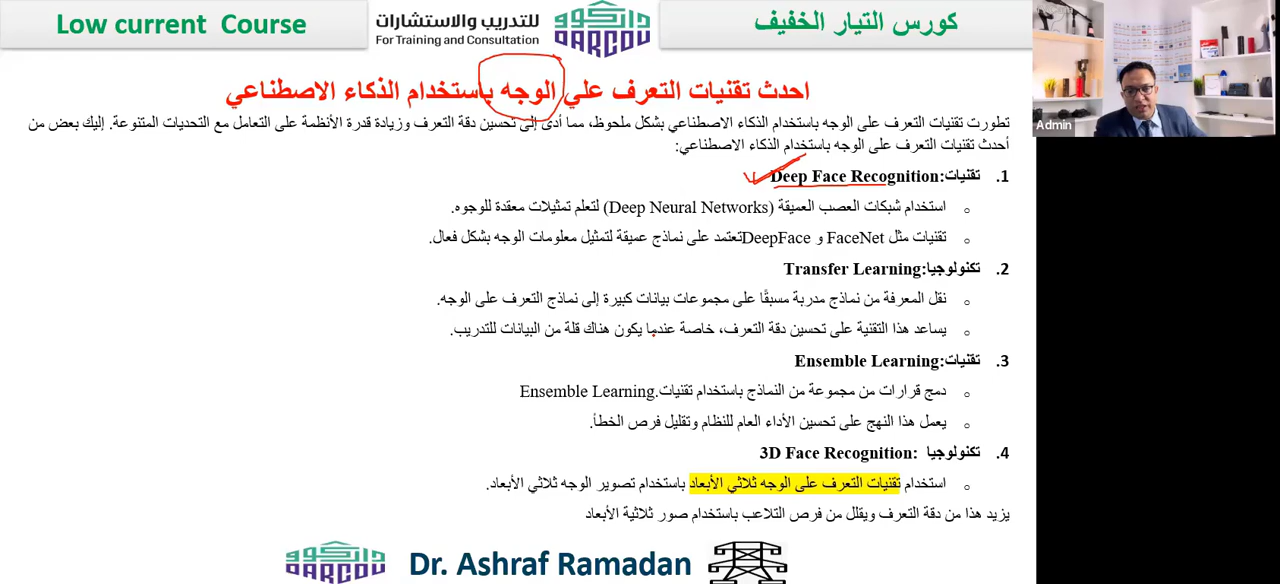 Low current Course
للتدريب والاستشارات
For Training and Consultation
داركو
DARCOU
كورس التيار الخفيف
Admin
احدث تقنيات التعرف علي الوجه باستخدام الذكاء الاصطناعي
تطورت تقنيات التعرف على الوجه باستخدام الذكاء الاصطناعي بشكل ملحوظ، مما أدى إلى تحسين دقة التعرف وزيادة قدرة الأنظمة على التعامل مع التحديات المتنوعة. إليك بعض من
أحدث تقنيات التعرف على الوجه باستخدام الذكاء الاصطناعي:
1. تقنيات Deep Face Recognition:
o استخدام شبكات العصب العميقة (Deep Neural Networks) لتعلم تمثيلات معقدة للوجوه.
o تقنيات مثل FaceNet و DeepFaceتعتمد على نماذج عميقة لتمثيل معلومات الوجه بشكل فعال.
2. تكنولوجيا Transfer Learning:
o نقل المعرفة من نماذج مدربة مسبقًا على مجموعات بيانات كبيرة إلى نماذج التعرف على الوجه.
o يساعد هذا التقنية على تحسين دقة التعرف، خاصة عندما يكون هناك قلة من البيانات للتدريب.
3. تقنيات Ensemble Learning:
o دمج قرارات من مجموعة من النماذج باستخدام تقنيات Ensemble Learning.
o يعمل هذا النهج على تحسين الأداء العام للنظام وتقليل فرص الخطأ.
4. تكنولوجيا 3D Face Recognition:
o استخدام تقنيات التعرف على الوجه ثلاثي الأبعاد باستخدام تصوير الوجه ثلاثي الأبعاد.
يزيد هذا من دقة التعرف ويقلل من فرص التلاعب باستخدام صور ثلاثية الأبعاد
داركو
DARCOU
Dr. Ashraf Ramadan